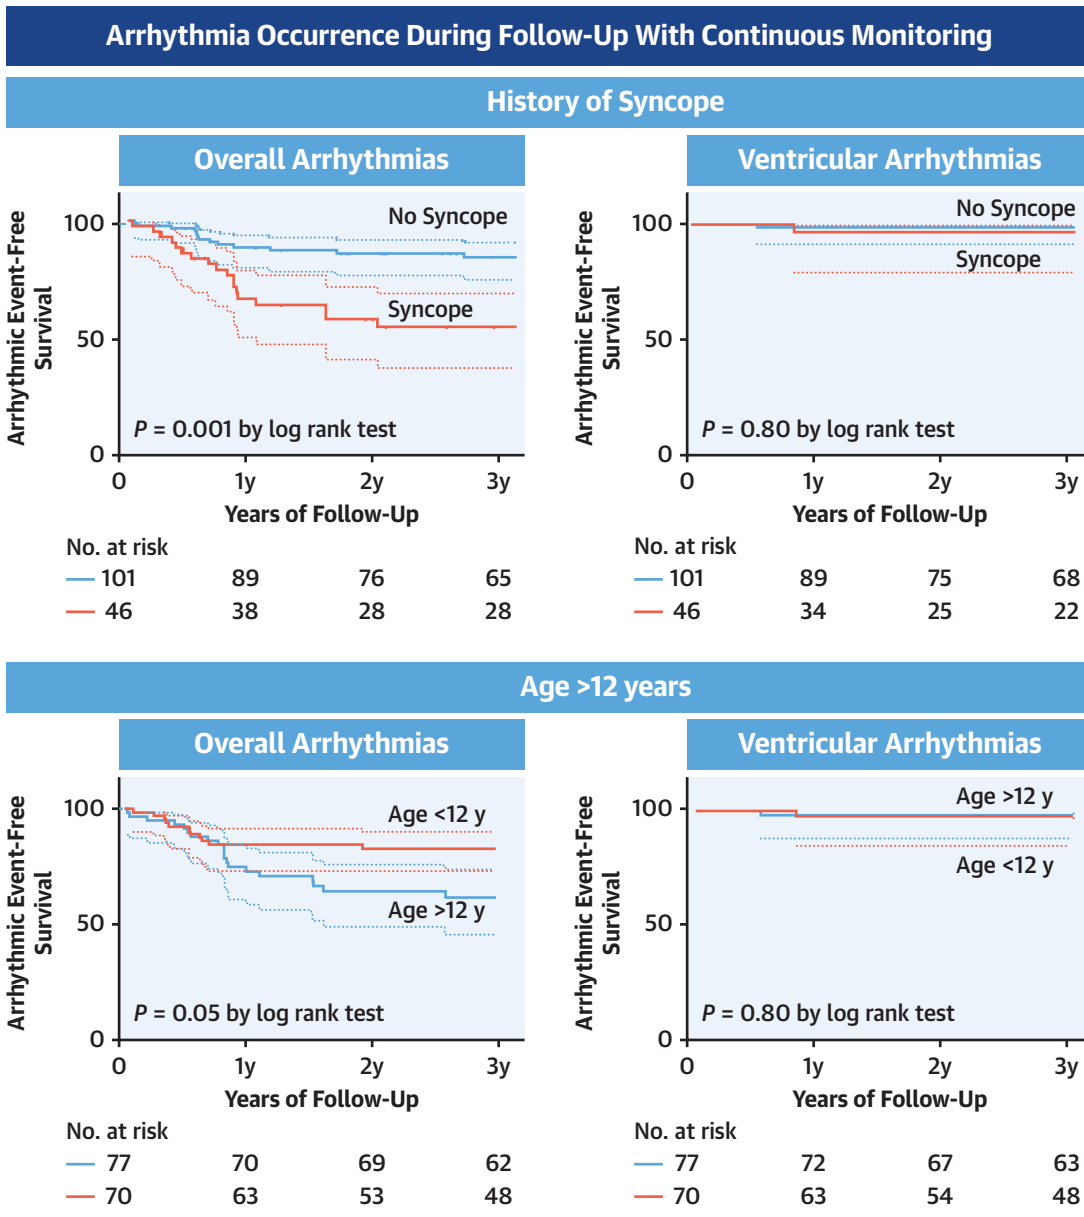 Arrhythmia Occurrence During Follow-Up With Continuous Monitoring
History of Syncope
Overall Arrhythmias
Arrhythmic Event-Free
Survival
100
50
0
No Syncope
Syncope
P = 0.001 by log rank test
0 1y 2y 3y
Years of Follow-Up
No. at risk
101 89 76 65
46 38 28 28
Ventricular Arrhythmias
Arrhythmic Event-Free
Survival
100
50
0
No Syncope
Syncope
P = 0.80 by log rank test
0 1y 2y 3y
Years of Follow-Up
No. at risk
101 89 75 68
46 34 25 22
Age >12 years
Overall Arrhythmias
Arrhythmic Event-Free
Survival
100
50
0
Age <12 y
Age >12 y
P = 0.05 by log rank test
0 1y 2y 3y
Years of Follow-Up
No. at risk
77 70 69 62
70 63 53 48
Ventricular Arrhythmias
Arrhythmic Event-Free
Survival
100
50
0
Age >12 y
Age <12 y
P = 0.80 by log rank test
0 1y 2y 3y
Years of Follow-Up
No. at risk
77 72 67 63
70 63 54 48